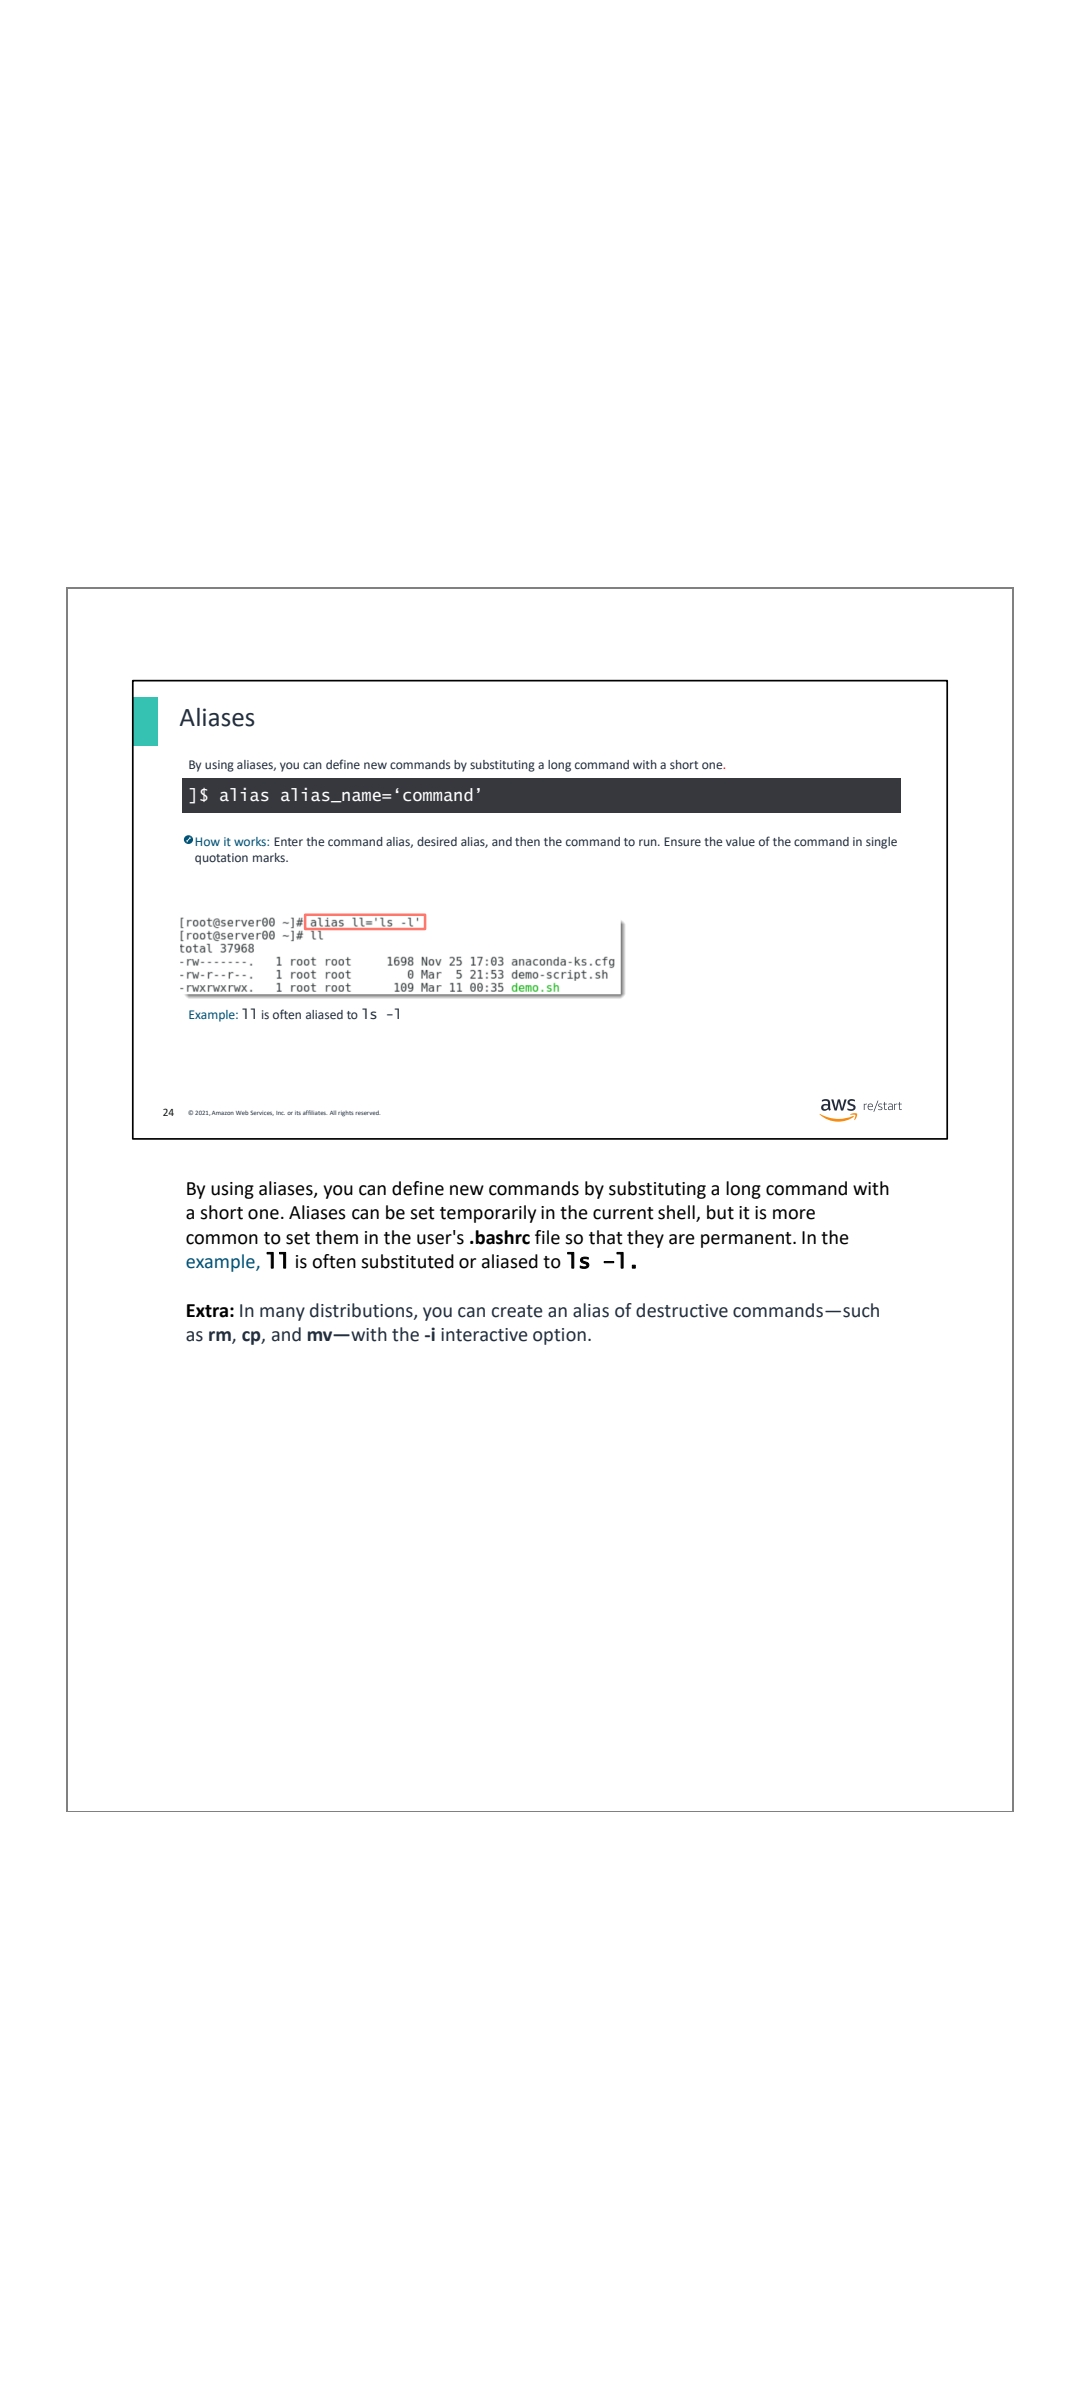 Aliases
By using aliases, you can define new commands by substituting a long command with a short one.
]$ alias alias_name=‘command’
How it works: Enter the command alias, desired alias, and then the command to run. Ensure the value of the command in single
quotation marks.
[root@server00 ~]# alias ll='ls -l'
[root@server00 ~]# ll
total 37968
-rw-------.   1 root root     1698 Nov 25 17:03 anaconda-ks.cfg
-rw-r--r--.   1 root root        0 Mar  5 21:53 demo-script.sh
-rwxrwxrwx.   1 root root      109 Mar 11 00:35 demo.sh
Example: ll is often aliased to ls -l
24 © 2021, Amazon Web Services, Inc. or its affiliates. All rights reserved.
aws re/start
By using aliases, you can define new commands by substituting a long command with
a short one. Aliases can be set temporarily in the current shell, but it is more
common to set them in the user's .bashrc file so that they are permanent. In the
example, ll is often substituted or aliased to ls -l.
Extra: In many distributions, you can create an alias of destructive commands—such
as rm, cp, and mv—with the -i interactive option.